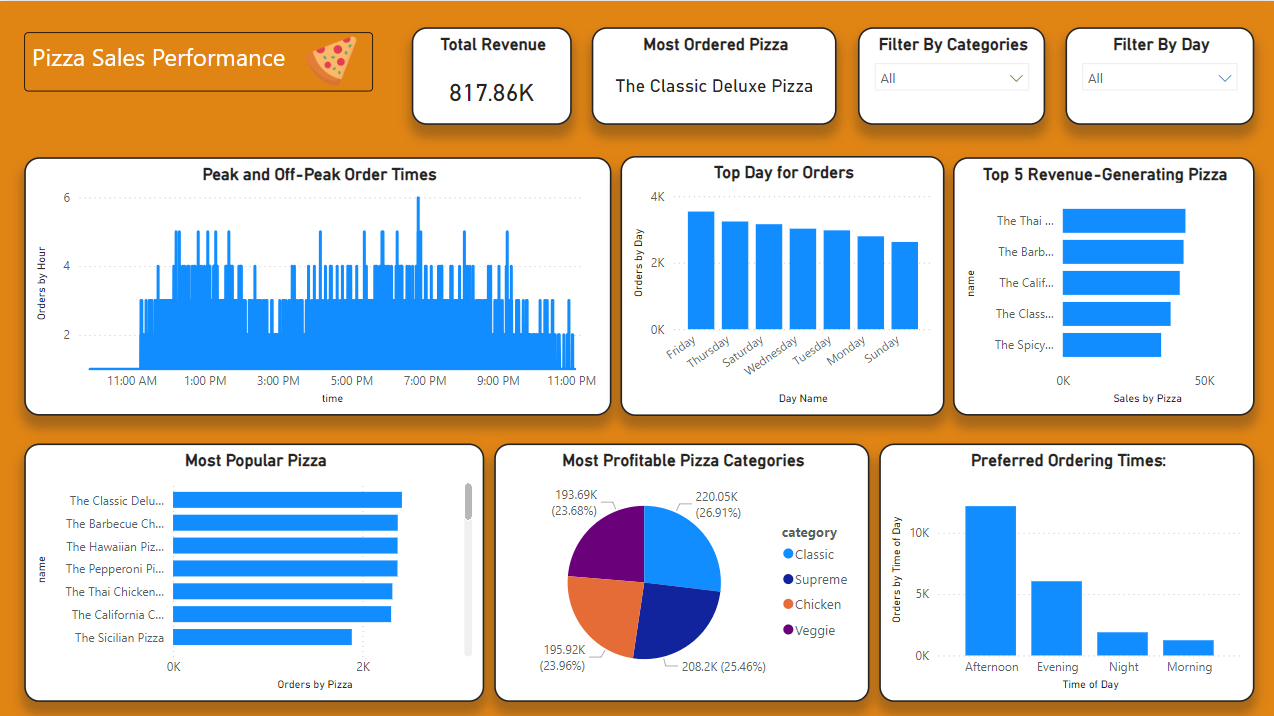 Pizza Sales Performance
Total Revenue
817.86K
Most Ordered Pizza
The Classic Deluxe Pizza
Filter By Categories
All
Filter By Day
All
Peak and Off-Peak Order Times
Orders by Hour
6
4
2
11:00 AM 1:00 PM 3:00 PM 5:00 PM 7:00 PM 9:00 PM 11:00 PM
time
Top Day for Orders
Orders by Day
4K
2K
0K
Friday Thursday Saturday Wednesday Tuesday Monday Sunday
Day Name
Top 5 Revenue-Generating Pizza
name
The Thai ...
The Barb...
The Calif...
The Class...
The Spicy...
0K 50K
Sales by Pizza
Most Popular Pizza
name
The Classic Delu...
The Barbecue Ch...
The Hawaiian Piz...
The Pepperoni Pi...
The Thai Chicken...
The California C...
The Sicilian Pizza
0K 2K
Orders by Pizza
Most Profitable Pizza Categories
193.69K
(23.68%)
220.05K
(26.91%)
195.92K
(23.96%)
208.2K (25.46%)
category
Classic
Supreme
Chicken
Veggie
Preferred Ordering Times:
Orders by Time of Day
10K
5K
0K
Afternoon Evening Night Morning
Time of Day